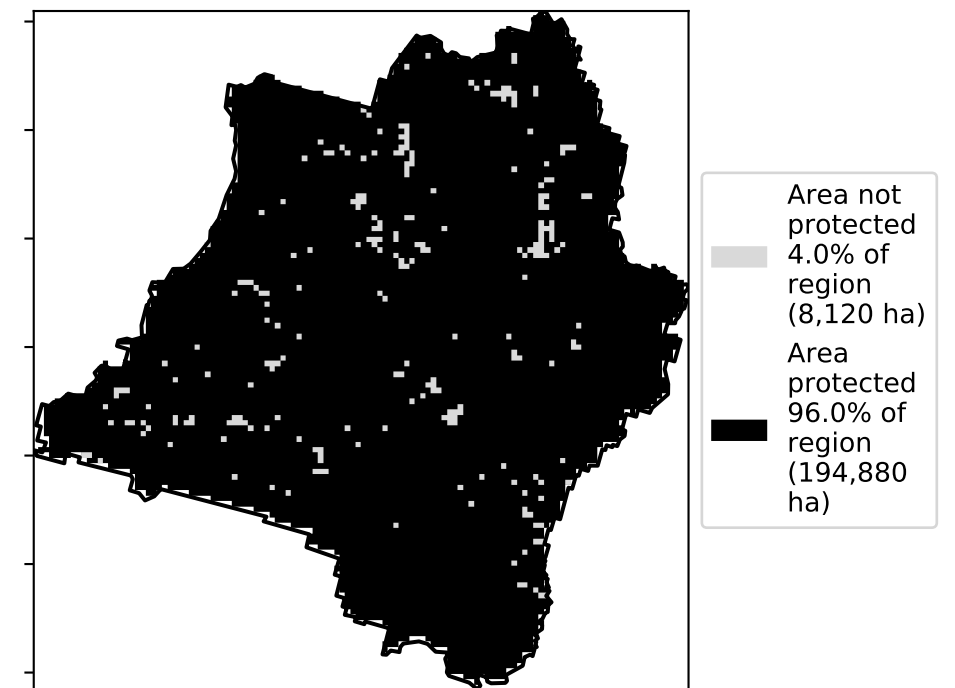 Area not
protected
4.0% of
region
(8,120 ha)
Area
protected
96.0% of
region
(194,880
ha)